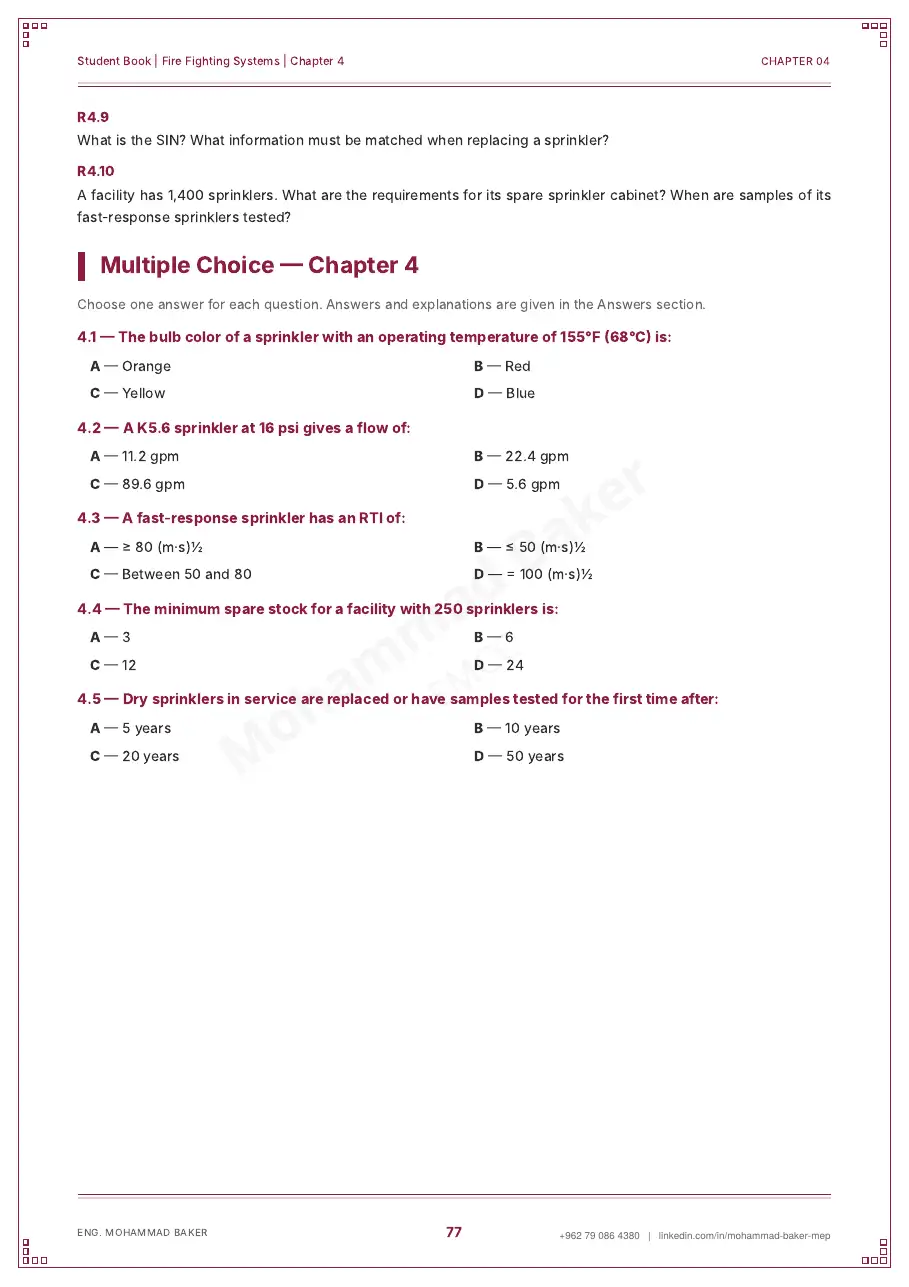 Student Book | Fire Fighting Systems | Chapter 4
CHAPTER 04
R4.9
What is the SIN? What information must be matched when replacing a sprinkler?
R4.10
A facility has 1,400 sprinklers. What are the requirements for its spare sprinkler cabinet? When are samples of its
fast-response sprinklers tested?
Multiple Choice — Chapter 4
Choose one answer for each question. Answers and explanations are given in the Answers section.
4.1 — The bulb color of a sprinkler with an operating temperature of 155°F (68°C) is:
A — Orange
B — Red
C — Yellow
D — Blue
4.2 — A K5.6 sprinkler at 16 psi gives a flow of:
A — 11.2 gpm
B — 22.4 gpm
C — 89.6 gpm
D — 5.6 gpm
4.3 — A fast-response sprinkler has an RTI of:
A — ≥ 80 (m·s)½
B — ≤ 50 (m·s)½
C — Between 50 and 80
D — = 100 (m·s)½
4.4 — The minimum spare stock for a facility with 250 sprinklers is:
A — 3
B — 6
C — 12
D — 24
4.5 — Dry sprinklers in service are replaced or have samples tested for the first time after:
A — 5 years
B — 10 years
C — 20 years
D — 50 years
Mohammad Baker
ENG. MOHAMMAD BAKER
77
+962 79 086 4380 | linkedin.com/in/mohammad-baker-mep